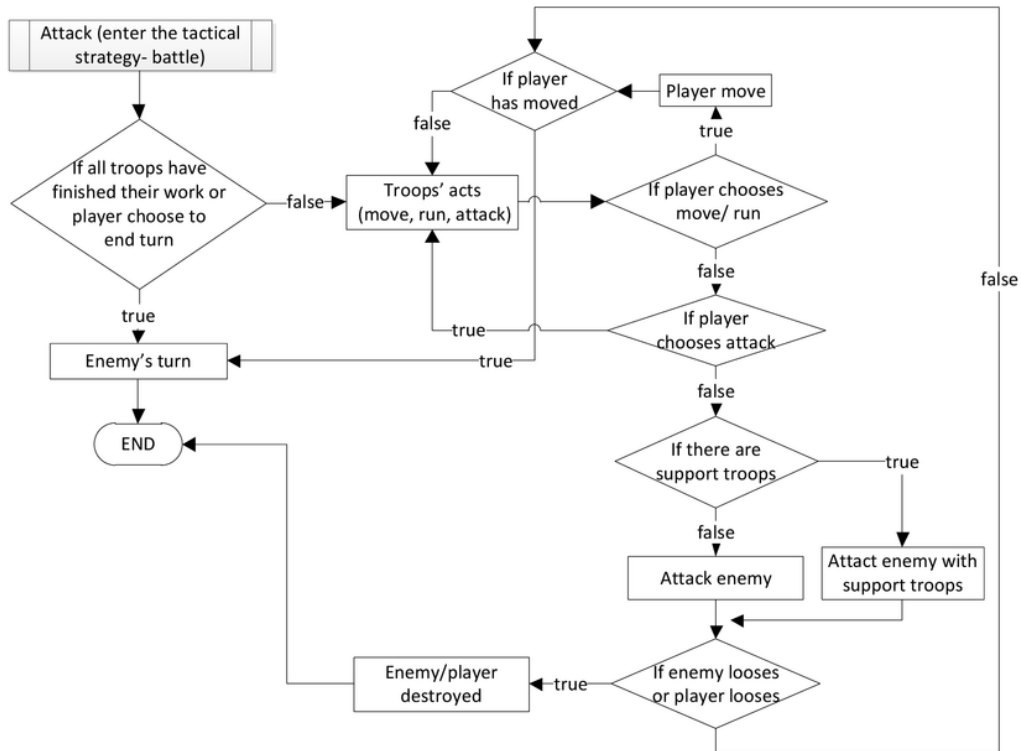 Attack (enter the tactical
strategy- battle)
If player
has moved
Player move
false
true
If all troops have
finished their work or
player choose to
end turn
false
Troops’ acts
(move, run, attack)
If player chooses
move/ run
false
false
true
true
If player
chooses attack
Enemy’s turn
true
false
END
If there are
support troops
true
false
Attack enemy
Attact enemy with
support troops
Enemy/player
destroyed
true
If enemy looses
or player looses